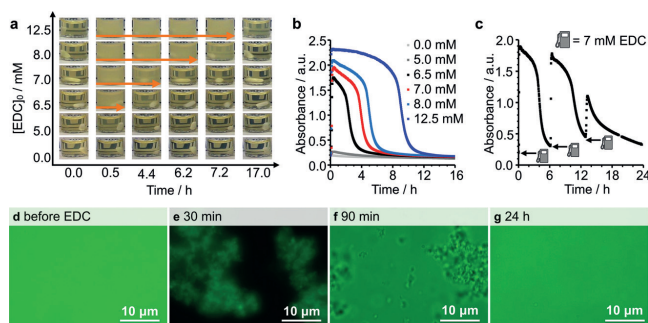 a
[EDC]0 / mM
12.5
8.0
7.0
6.5
5.0
0.0
0.0 0.5 4.4 6.2 7.2 17.0
Time / h
b
Absorbance / a.u.
2.5
2.0
1.5
1.0
0.5
0.0
0.0 mM
5.0 mM
6.5 mM
7.0 mM
8.0 mM
12.5 mM
0 4 8 12 16
Time / h
c
= 7 mM EDC
Absorbance / a.u.
2.0
1.5
1.0
0.5
0.0
0 6 12 18 24
Time / h
d before EDC
10 µm
e 30 min
10 µm
f 90 min
10 µm
g 24 h
10 µm